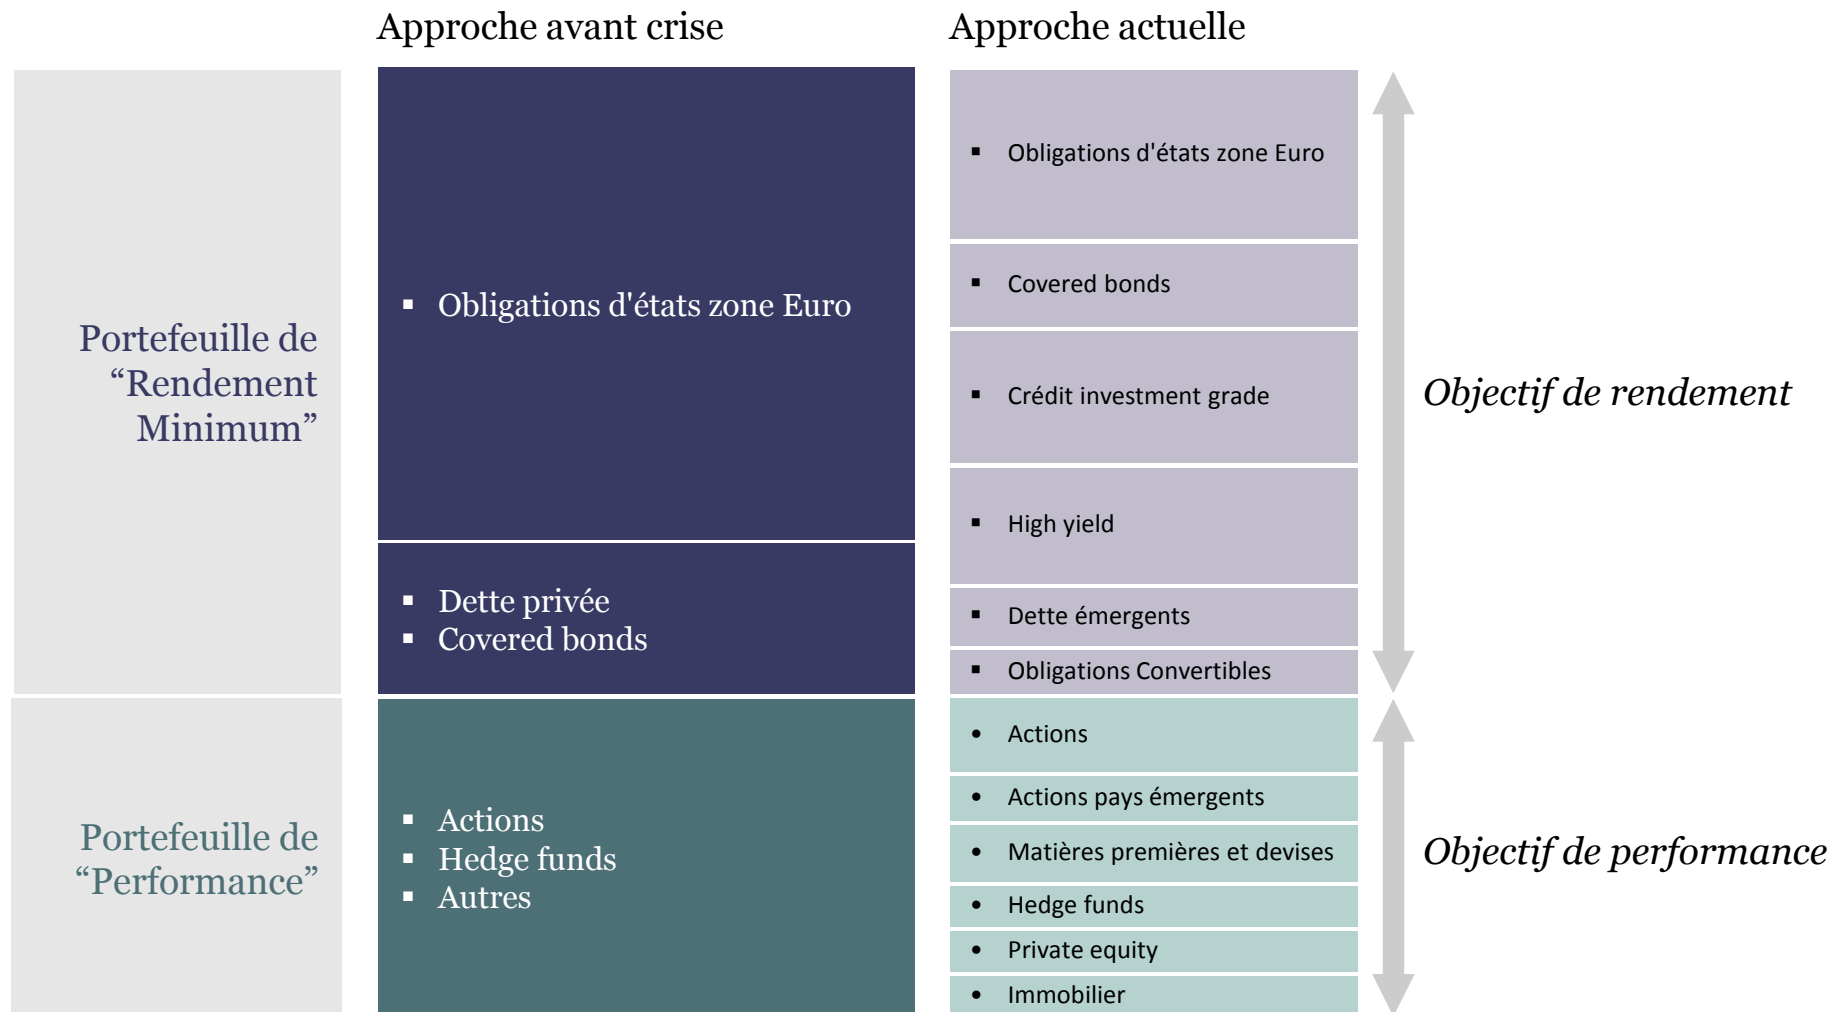 Approche avant crise
Approche actuelle
Portefeuille de
“Rendement
Minimum”
▪ Obligations d'états zone Euro
▪ Dette privée
▪ Covered bonds
▪ Obligations d'états zone Euro
▪ Covered bonds
▪ Crédit investment grade
▪ High yield
▪ Dette émergents
▪ Obligations Convertibles
Objectif de rendement
Portefeuille de
“Performance”
▪ Actions
▪ Hedge funds
▪ Autres
• Actions
• Actions pays émergents
• Matières premières et devises
• Hedge funds
• Private equity
• Immobilier
Objectif de performance